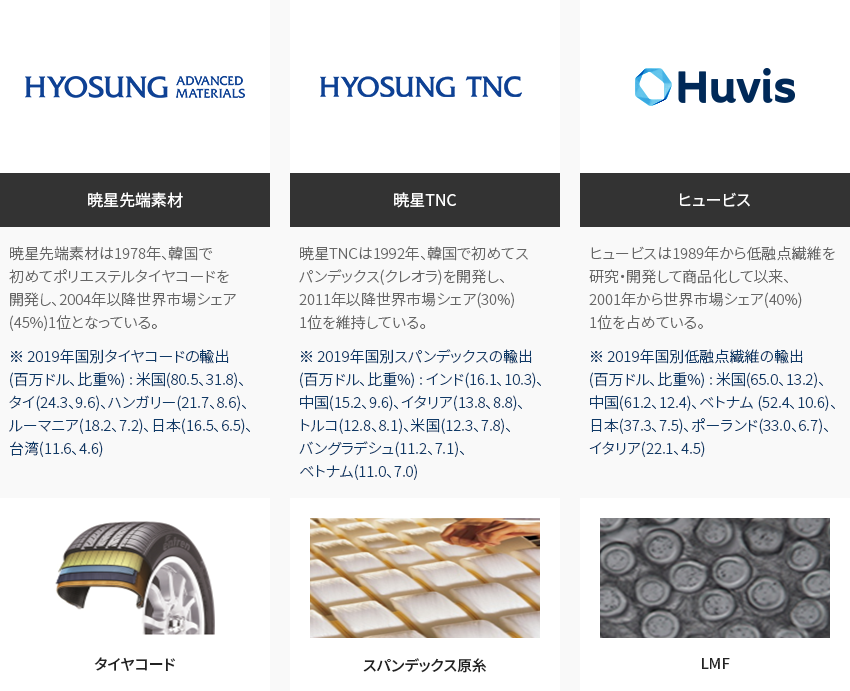 HYOSUNG ADVANCED MATERIALS
暁星先端素材
暁星先端素材は1978年、韓国で
初めてポリエステルタイヤコードを
開発し、2004年以降世界市場シェア
(45%)1位となっている。
※ 2019年国別タイヤコードの輸出
(百万ドル、比重%) : 米国(80.5、31.8)、
タイ(24.3、9.6)、ハンガリー(21.7、8.6)、
ルーマニア(18.2、7.2)、日本(16.5、6.5)、
台湾(11.6、4.6)
タイヤコード
HYOSUNG TNC
暁星TNC
暁星TNCは1992年、韓国で初めてス
パンデックス(クレオラ)を開発し、
2011年以降世界市場シェア(30%)
1位を維持している。
※ 2019年国別スパンデックスの輸出
(百万ドル、比重%) : インド(16.1、10.3)、
中国(15.2、9.6)、イタリア(13.8、8.8)、
トルコ(12.8、8.1)、米国(12.3、7.8)、
バングラデシュ(11.2、7.1)、
ベトナム(11.0、7.0)
スパンデックス原糸
Huvis
ヒュービス
ヒュービスは1989年から低融点繊維を
研究・開発して商品化して以来、
2001年から世界市場シェア(40%)
1位を占めている。
※ 2019年国別低融点繊維の輸出
(百万ドル、比重%) : 米国(65.0、13.2)、
中国(61.2、12.4)、ベトナム (52.4、10.6)、
日本(37.3、7.5)、ポーランド(33.0、6.7)、
イタリア(22.1、4.5)
LMF